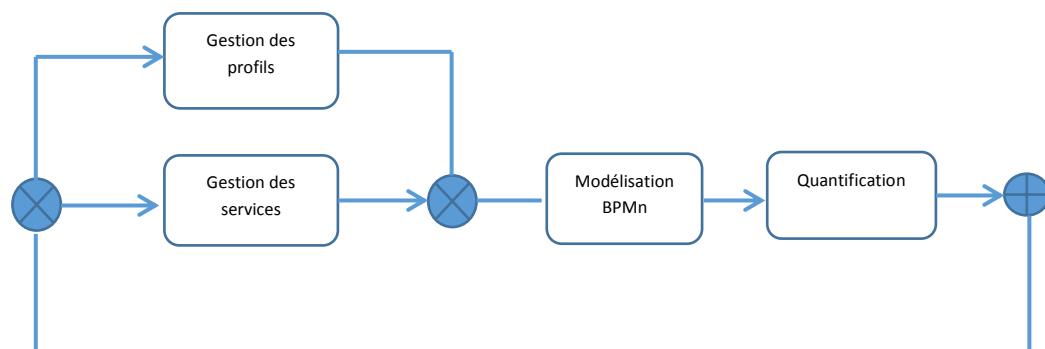 Gestion des
profils
Gestion des
services
Modélisation
BPMn
Quantification